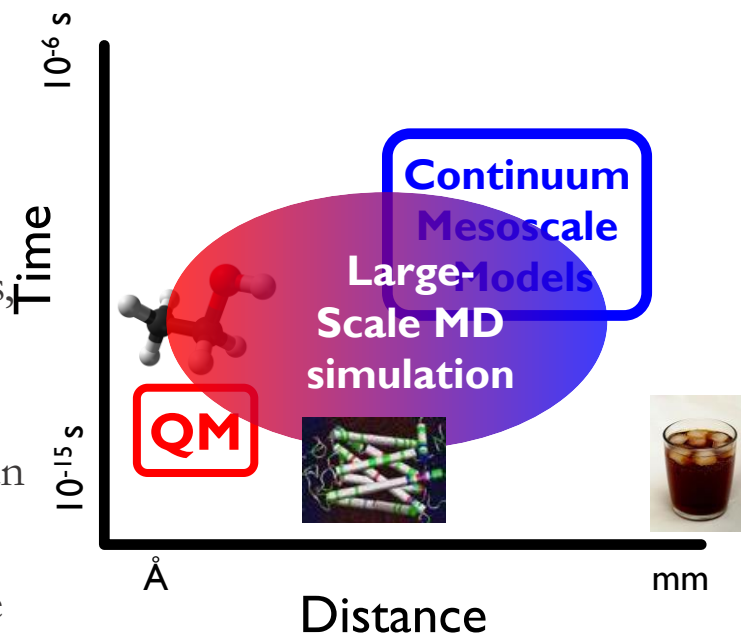 10⁻⁶ s
Time
10⁻¹⁵ s
Continuum
Mesoscale
Models
Large-
Scale MD
simulation
QM
Å
mm
Distance